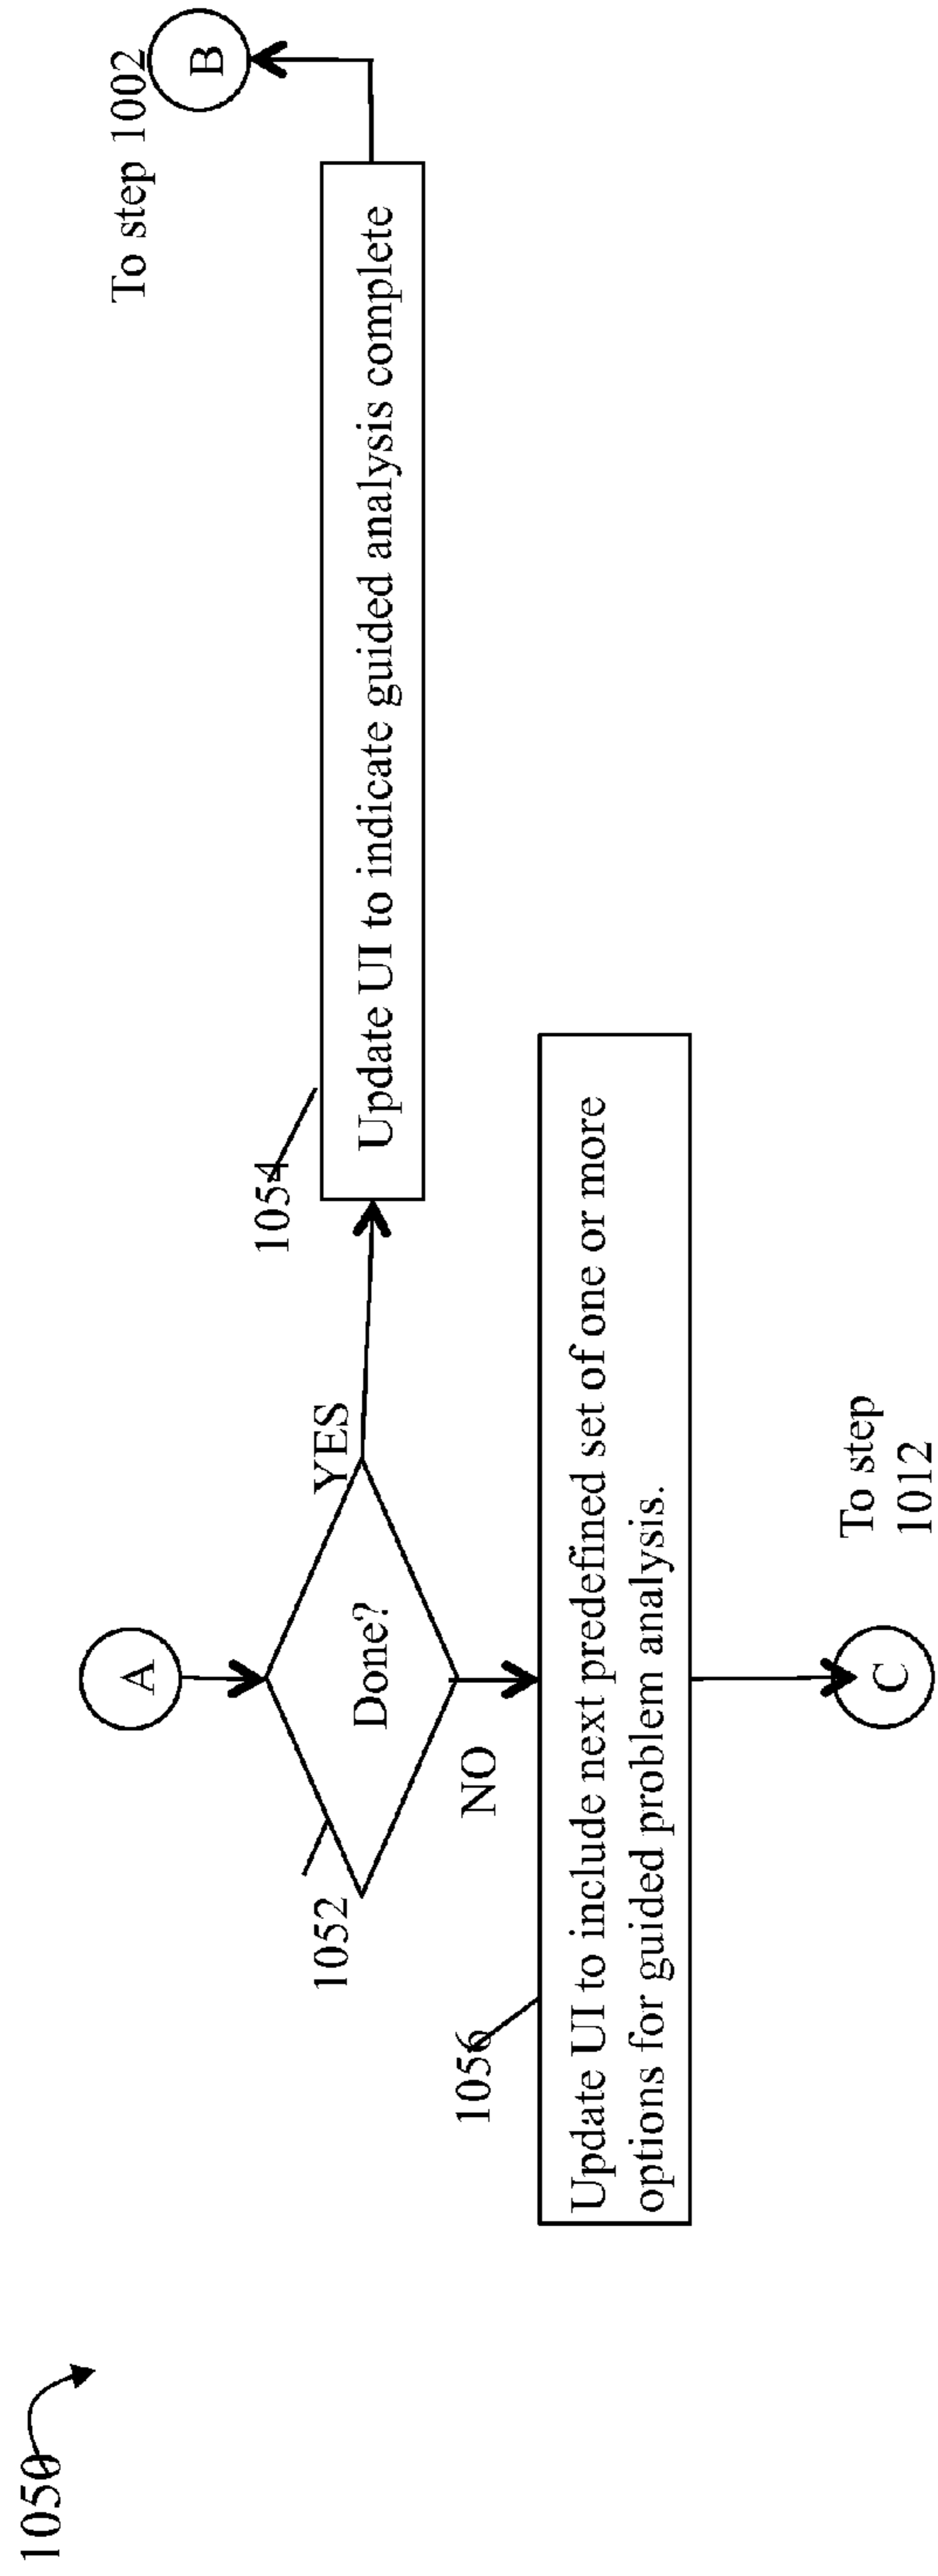 1050
A
1052
Done?
YES
1054
Update UI to indicate guided analysis complete
To step 1002
B
NO
1056
Update UI to include next predefined set of one or more
options for guided problem analysis.
To step
1012
C